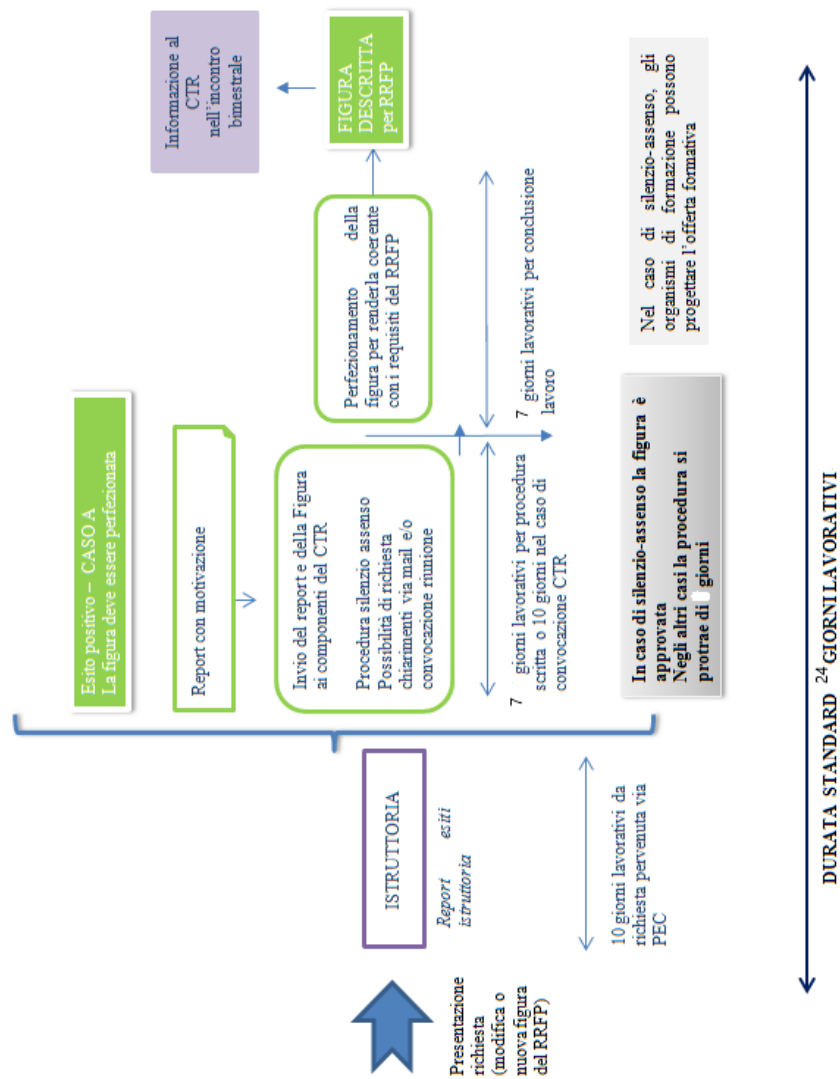 Presentazione
richiesta
(modifica o
nuova figura
del RRFP)
ISTRUTTORIA
Report esiti
istruttoria
10 giorni lavorativi da
richiesta pervenuta via
PEC
Esito positivo – CASO A
La figura deve essere perfezionata
Report con motivazione
Invio del report e della Figura
ai componenti del CTR
Procedura silenzio assenso
Possibilità di richiesta
chiarimenti via mail e/o
convocazione riunione
7 giorni lavorativi per procedura
scritta o 10 giorni nel caso di
convocazione CTR
In caso di silenzio-assenso la figura è
approvata
Negli altri casi la procedura si
protrae di giorni
Perfezionamento della
figura per renderla coerente
con i requisiti del RRFP
7 giorni lavorativi per conclusione
lavoro
FIGURA
DESCRITTA
per RRFP
Informazione al
CTR
nell'incontro
bimestrale
Nel caso di silenzio-assenso, gli
organismi di formazione possono
progettare l'offerta formativa
DURATA STANDARD 24 GIORNI LAVORATIVI